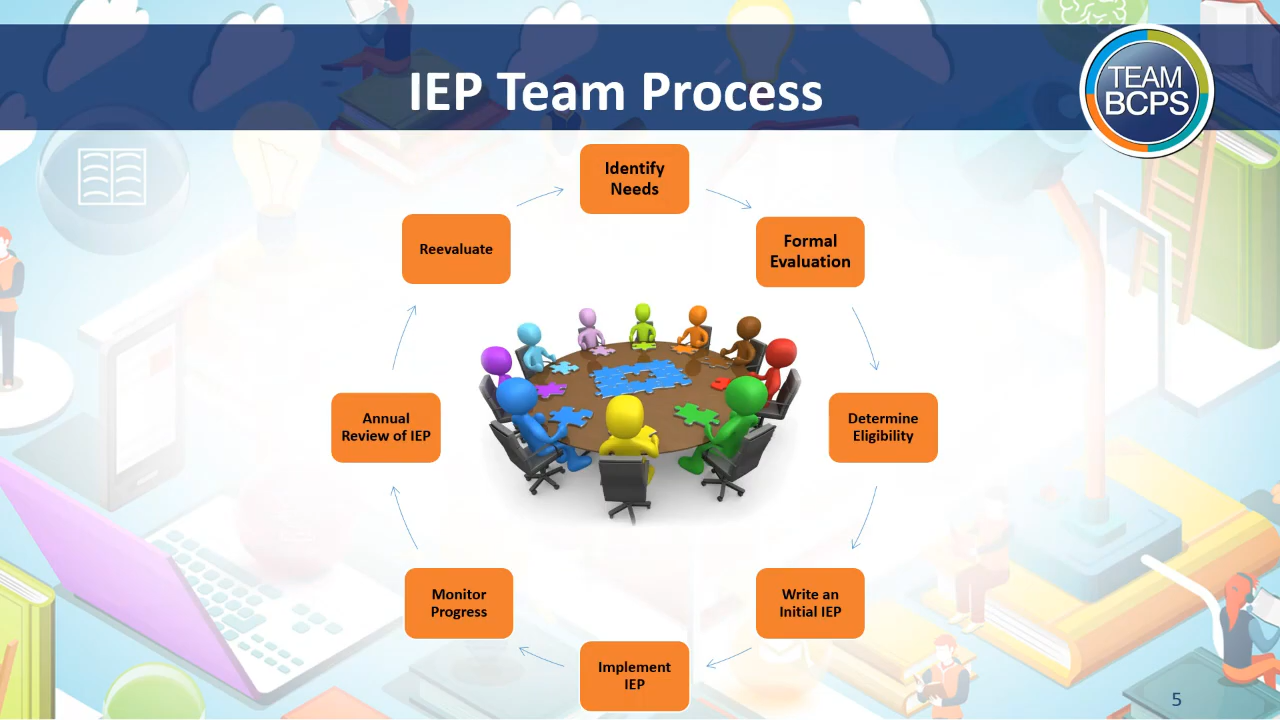 IEP Team Process
TEAM
BCPS
Identify
Needs
Formal
Evaluation
Determine
Eligibility
Write an
Initial IEP
Implement
IEP
Monitor
Progress
Annual
Review of IEP
Reevaluate
5